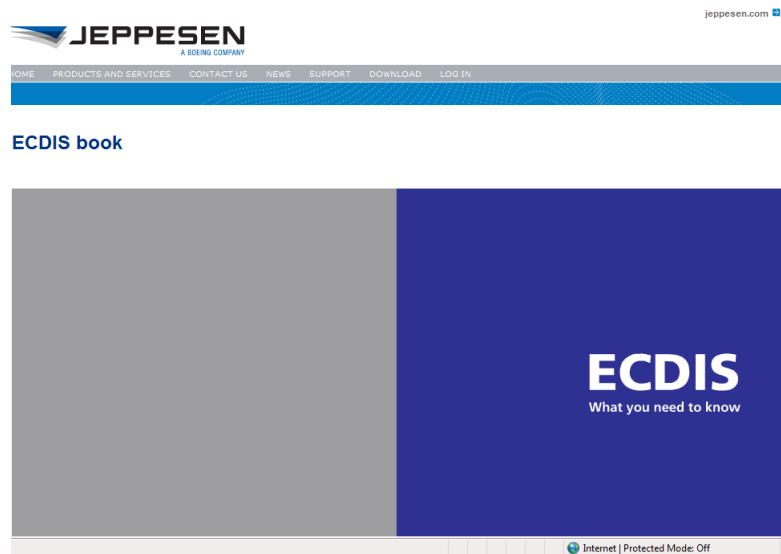 jeppesen.com
JEPPESEN
A BOEING COMPANY
HOME PRODUCTS AND SERVICES CONTACT US NEWS SUPPORT DOWNLOAD LOG IN
ECDIS book
ECDIS
What you need to know
Internet | Protected Mode: Off